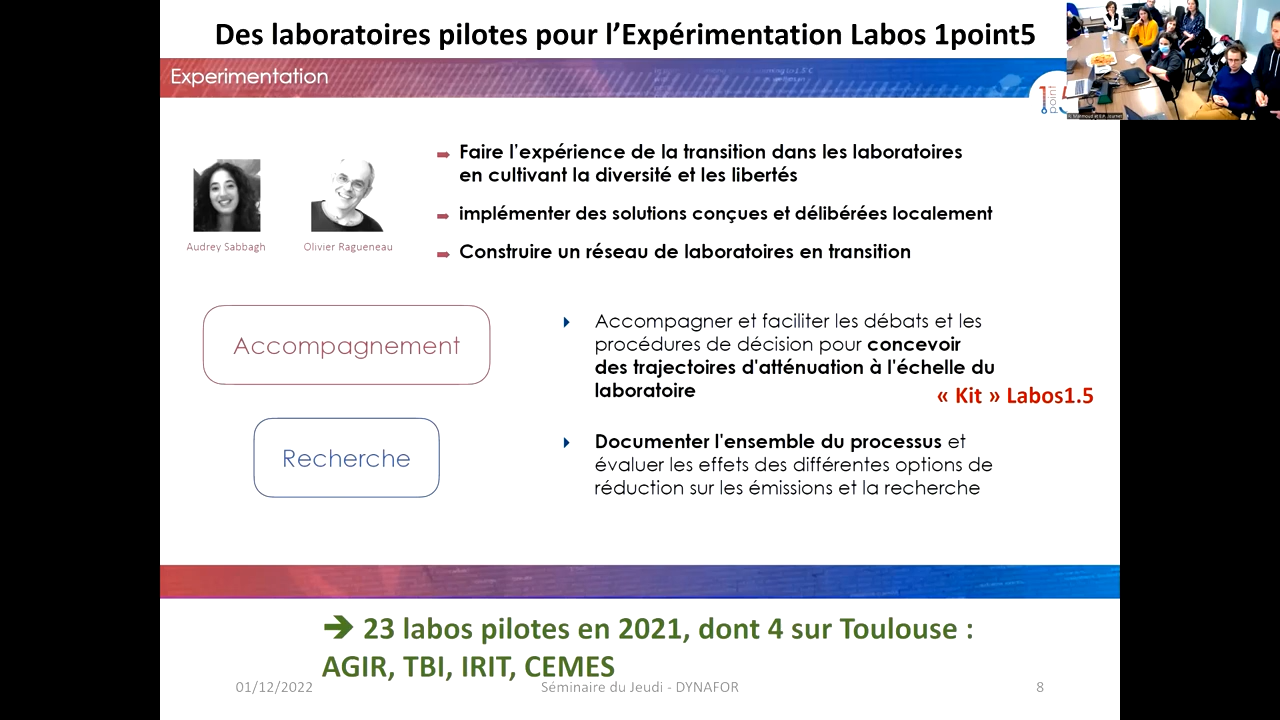 Des laboratoires pilotes pour l’Expérimentation Labos 1point5
Experimentation
1point5
Faire l'expérience de la transition dans les laboratoires
en cultivant la diversité et les libertés
implémenter des solutions conçues et délibérées localement
Construire un réseau de laboratoires en transition
Audrey Sabbagh
Olivier Ragueneau
Accompagnement
Accompagner et faciliter les débats et les
procédures de décision pour concevoir
des trajectoires d'atténuation à l'échelle du
laboratoire
« Kit » Labos1.5
Recherche
Documenter l'ensemble du processus et
évaluer les effets des différentes options de
réduction sur les émissions et la recherche
➔ 23 labos pilotes en 2021, dont 4 sur Toulouse :
AGIR, TBI, IRIT, CEMES
01/12/2022
Séminaire du Jeudi - DYNAFOR
8